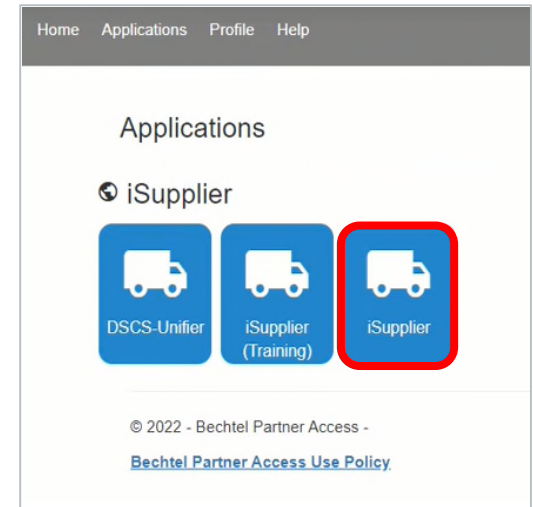 Home Applications Profile Help
Applications
iSupplier
DSCS-Unifier
iSupplier
(Training)
iSupplier
© 2022 - Bechtel Partner Access -
Bechtel Partner Access Use Policy